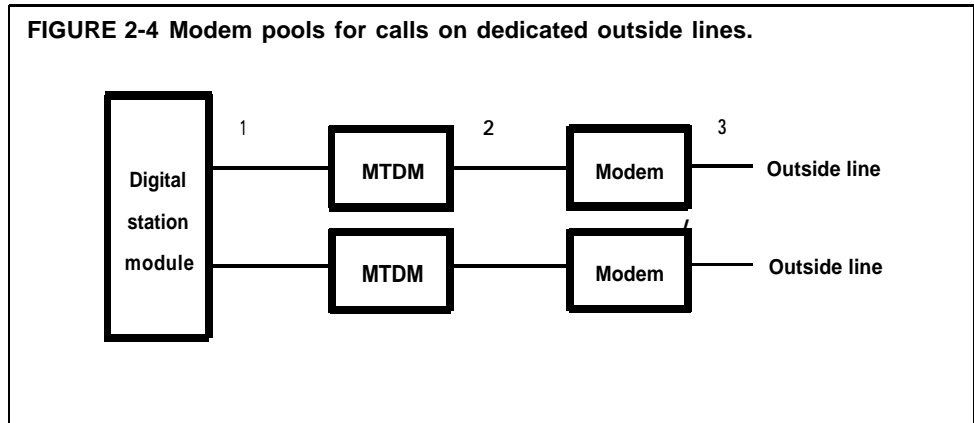 FIGURE 2-4 Modem pools for calls on dedicated outside lines.
1
2
3
Digital
station
module
MTDM
Modem
Outside line
MTDM
Modem
Outside line